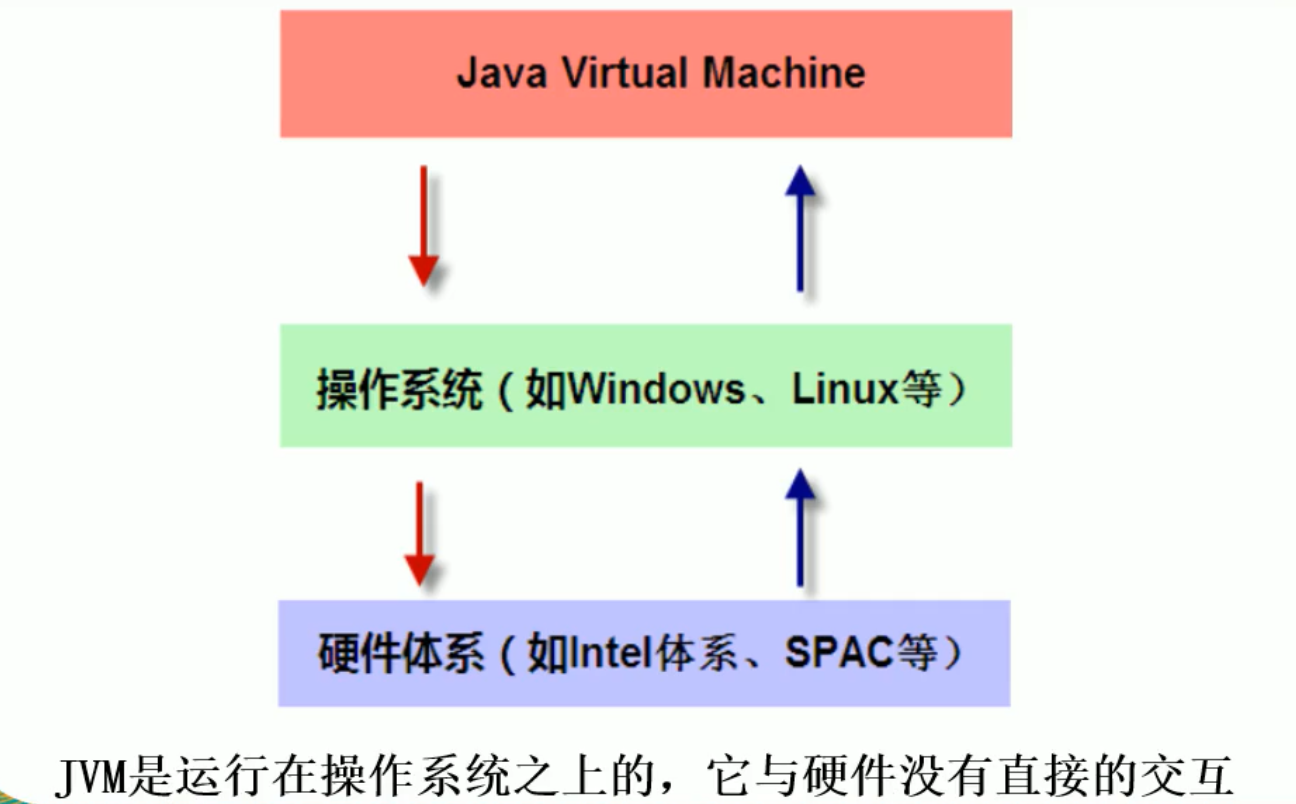 Java Virtual Machine
操作系统（如Windows、Linux等）
硬件体系（如Intel体系、SPAC等）
JVM是运行在操作系统之上的，它与硬件没有直接的交互